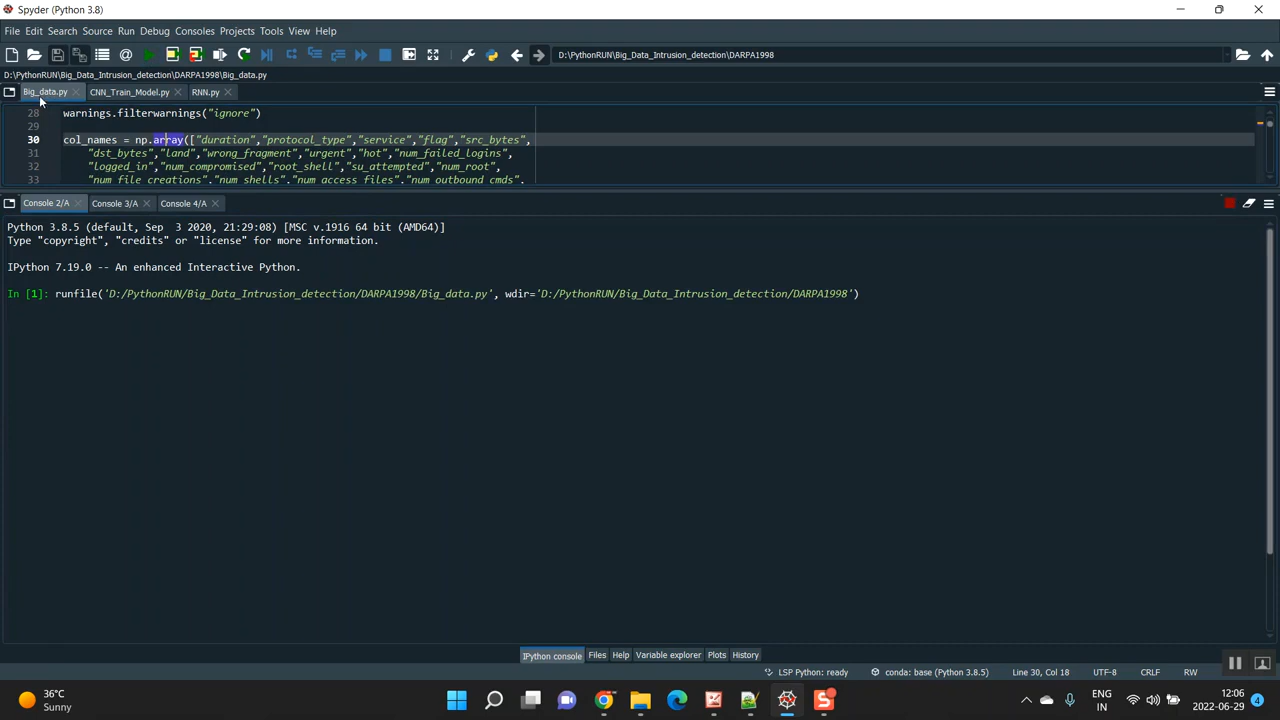 Spyder (Python 3.8)
File Edit Search Source Run Debug Consoles Projects Tools View Help
D:\PythonRUN\Big_Data_Intrusion_detection\DARPA1998
D:\PythonRUN\Big_Data_Intrusion_detection\DARPA1998\Big_data.py
Big_data.py CNN_Train_Model.py RNN.py
28 warnings.filterwarnings("ignore")
29
30 col_names = np.array(["duration","protocol_type","service","flag","src_bytes",
31 "dst_bytes","land","wrong_fragment","urgent","hot","num_failed_logins",
32 "logged_in","num_compromised","root_shell","su_attempted","num_root",
33 "num_file_creations","num_shells","num_access_files","num_outbound_cmds",
Console 2/A Console 3/A Console 4/A
Python 3.8.5 (default, Sep  3 2020, 21:29:08) [MSC v.1916 64 bit (AMD64)]
Type "copyright", "credits" or "license" for more information.
IPython 7.19.0 -- An enhanced Interactive Python.
In [1]: runfile('D:/PythonRUN/Big_Data_Intrusion_detection/DARPA1998/Big_data.py', wdir='D:/PythonRUN/Big_Data_Intrusion_detection/DARPA1998')
IPython console Files Help Variable explorer Plots History
LSP Python: ready conda: base (Python 3.8.5) Line 30, Col 18 UTF-8 CRLF RW
36°C
Sunny
ENG
IN
12:06
2022-06-29
4